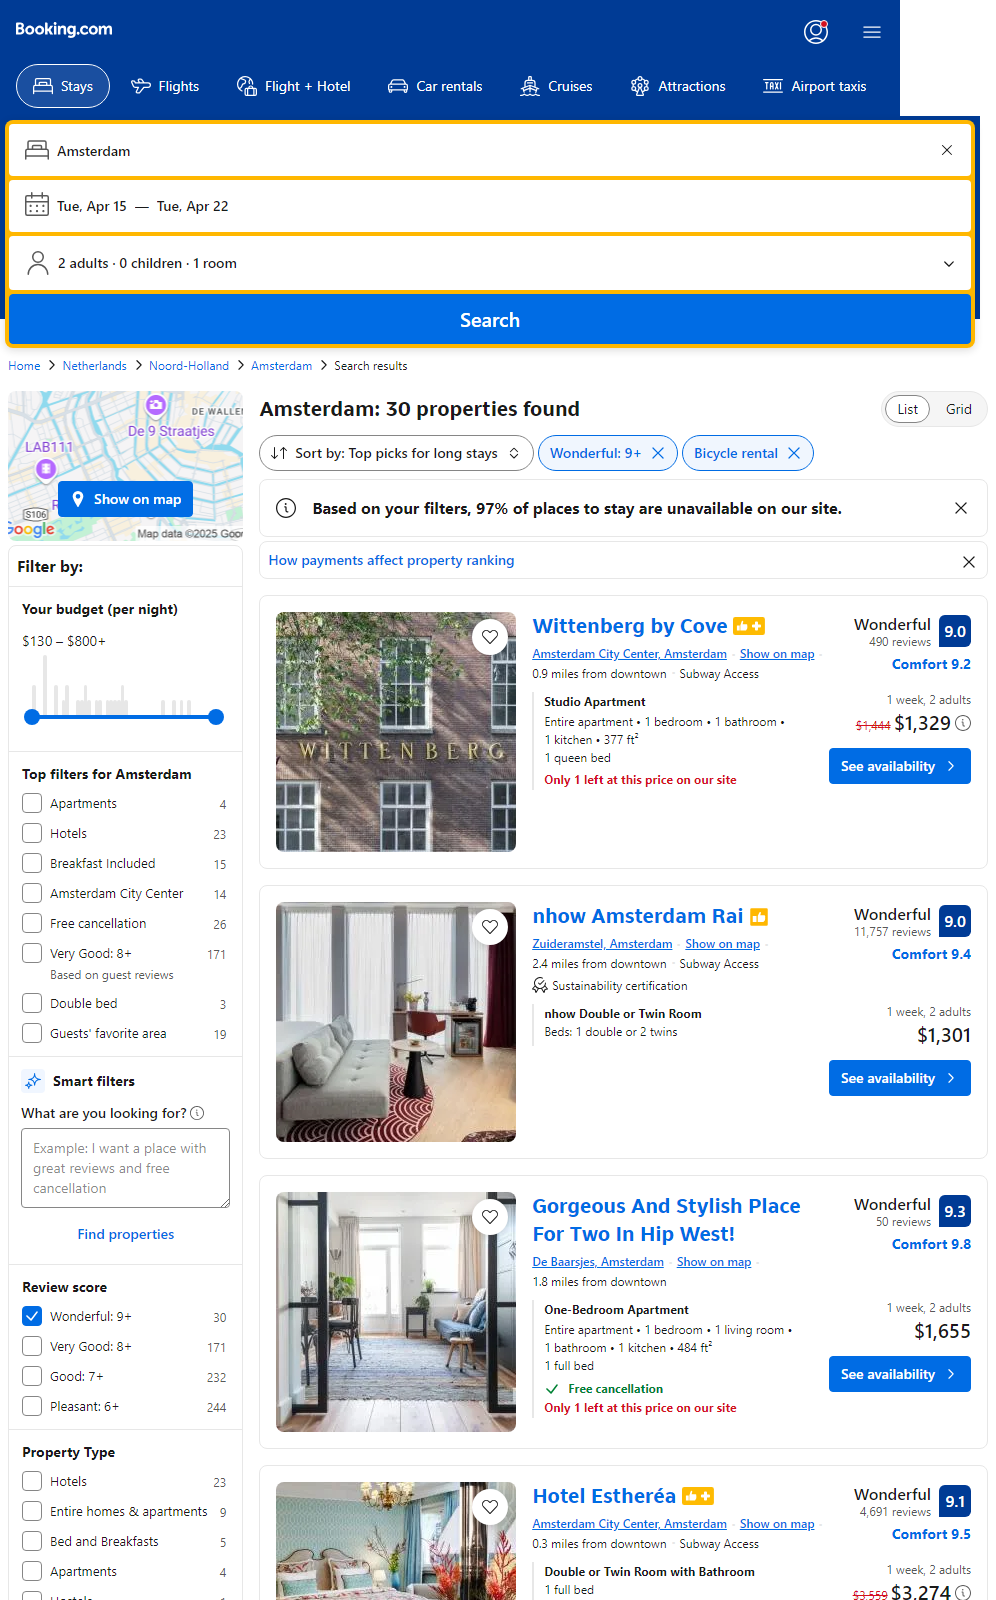 Booking.com
Stays
Flights
Flight + Hotel
Car rentals
Cruises
Attractions
TAXI
Airport taxis
Amsterdam
Tue, Apr 15 — Tue, Apr 22
2 adults · 0 children · 1 room
Search
Home > Netherlands > Noord-Holland > Amsterdam > Search results
DE WALLEN
De 9 Straatjes
LAB111
S106
Show on map
Google
Map data ©2025
Filter by:
Your budget (per night)
$130 – $800+
Top filters for Amsterdam
Apartments 4
Hotels 23
Breakfast Included 15
Amsterdam City Center 14
Free cancellation 26
Very Good: 8+ 171
Based on guest reviews
Double bed 3
Guests' favorite area 19
Smart filters
What are you looking for?
Example: I want a place with
great reviews and free
cancellation
Find properties
Review score
Wonderful: 9+ 30
Very Good: 8+ 171
Good: 7+ 232
Pleasant: 6+ 244
Property Type
Hotels 23
Entire homes & apartments 9
Bed and Breakfasts 5
Apartments 4
Amsterdam: 30 properties found
List
Grid
Sort by: Top picks for long stays
Wonderful: 9+
Bicycle rental
Based on your filters, 97% of places to stay are unavailable on our site.
How payments affect property ranking
WITTENBERG
Wittenberg by Cove
Amsterdam City Center, Amsterdam · Show on map
0.9 miles from downtown · Subway Access
Studio Apartment
Entire apartment • 1 bedroom • 1 bathroom •
1 kitchen • 377 ft²
1 queen bed
Only 1 left at this price on our site
Wonderful 9.0
490 reviews
Comfort 9.2
1 week, 2 adults
$1,444 $1,329
See availability
nhow Amsterdam Rai
Zuideramstel, Amsterdam · Show on map
2.4 miles from downtown · Subway Access
Sustainability certification
nhow Double or Twin Room
Beds: 1 double or 2 twins
Wonderful 9.0
11,757 reviews
Comfort 9.4
1 week, 2 adults
$1,301
See availability
Gorgeous And Stylish Place
For Two In Hip West!
De Baarsjes, Amsterdam · Show on map
1.8 miles from downtown
One-Bedroom Apartment
Entire apartment • 1 bedroom • 1 living room •
1 bathroom • 1 kitchen • 484 ft²
1 full bed
Free cancellation
Only 1 left at this price on our site
Wonderful 9.3
50 reviews
Comfort 9.8
1 week, 2 adults
$1,655
See availability
Hotel Estheréa
Amsterdam City Center, Amsterdam · Show on map
0.3 miles from downtown · Subway Access
Double or Twin Room with Bathroom
1 full bed
Wonderful 9.1
4,691 reviews
Comfort 9.5
1 week, 2 adults
$3,559 $3,274